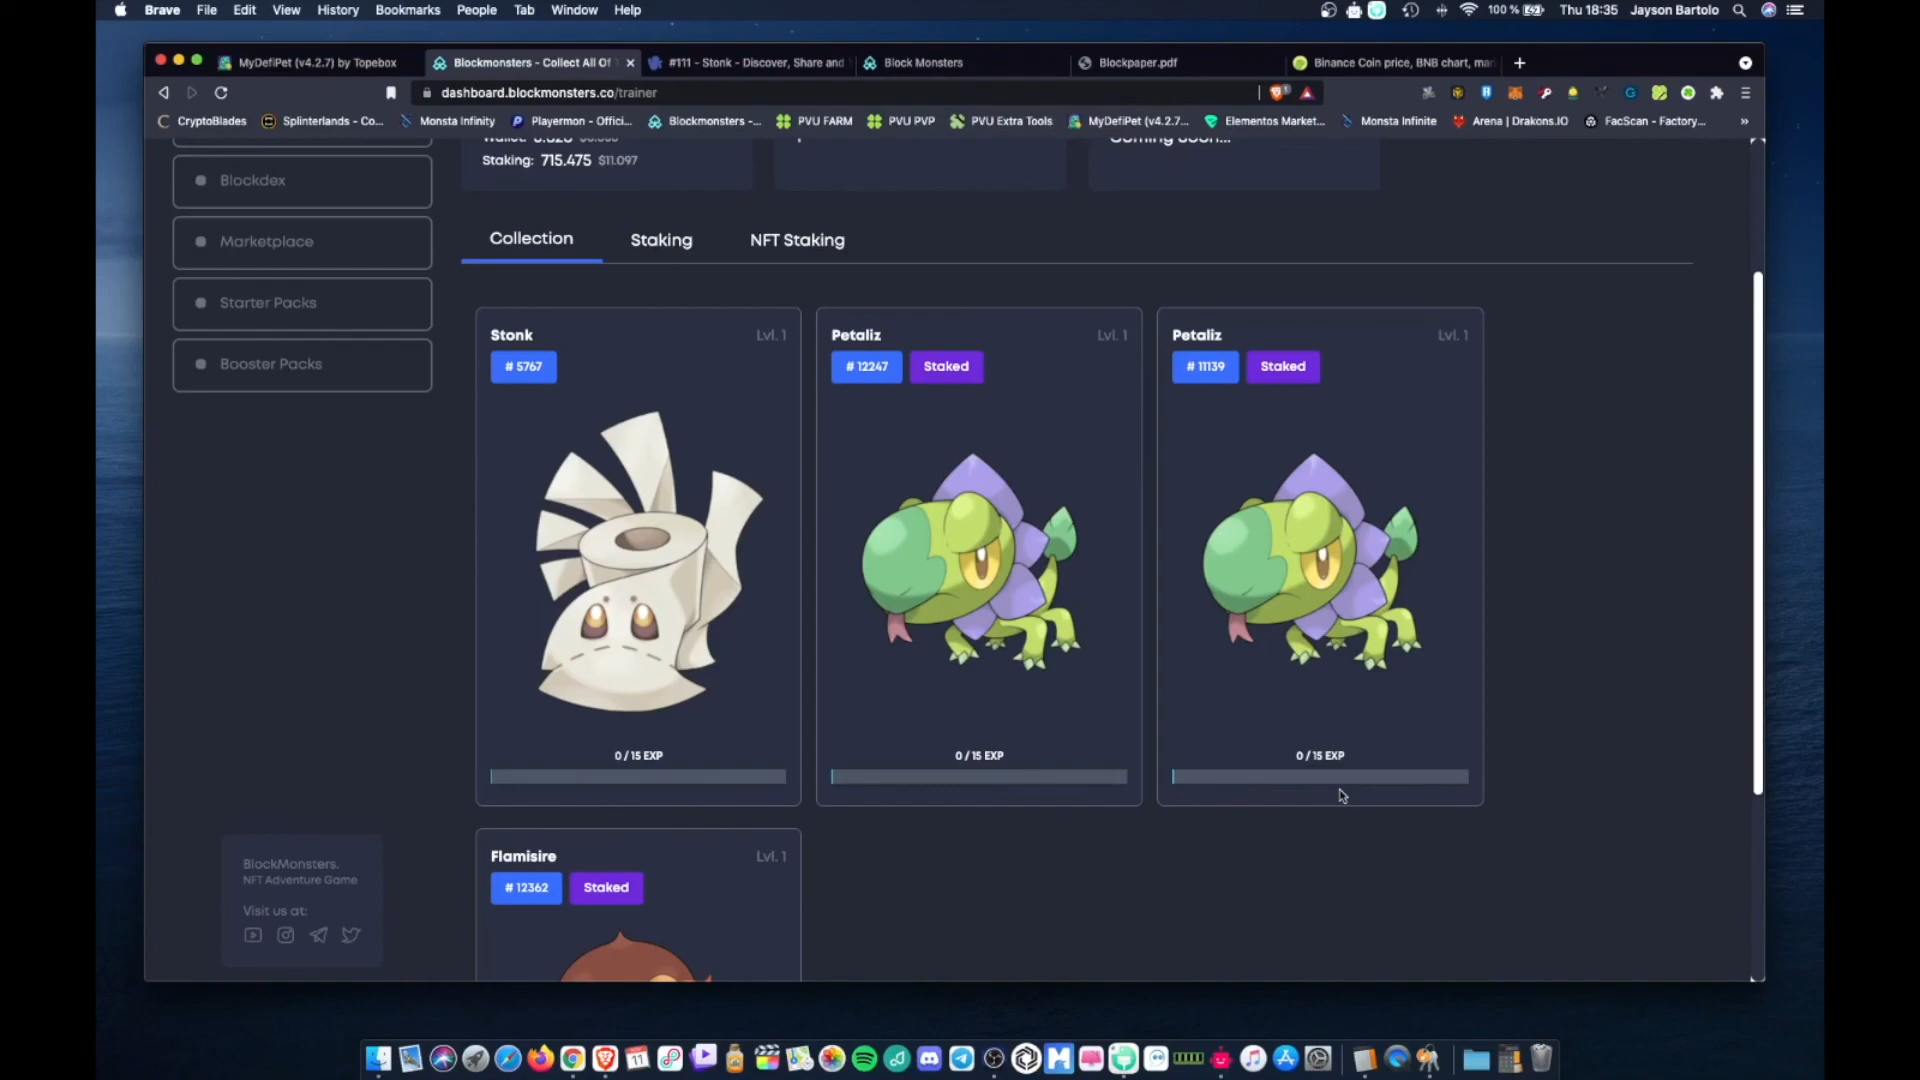 Brave File Edit View History Bookmarks People Tab Window Help
100 % Thu 18:35 Jayson Bartolo
MyDefiPet (v4.2.7) by Topebox
Blockmonsters - Collect All Of
#111 - Stonk - Discover, Share and
Block Monsters
Blockpaper.pdf
Binance Coin price, BNB chart, mar
dashboard.blockmonsters.co/trainer
CryptoBlades Splinterlands - Co... Monsta Infinity Playermon - Offici... Blockmonsters -... PVU FARM PVU PVP PVU Extra Tools MyDefiPet (v4.2.7... Elementos Market... Monsta Infinite Arena | Drakons.IO FacScan - Factory... »
Staking: 715.475 $11.097
Coming Soon...
Blockdex
Marketplace
Starter Packs
Booster Packs
Collection Staking NFT Staking
Stonk Lvl. 1
# 5767
0 / 15 EXP
Petaliz Lvl. 1
# 12247 Staked
0 / 15 EXP
Petaliz Lvl. 1
# 11139 Staked
0 / 15 EXP
Flamisire Lvl. 1
# 12362 Staked
BlockMonsters.
NFT Adventure Game
Visit us at:
11